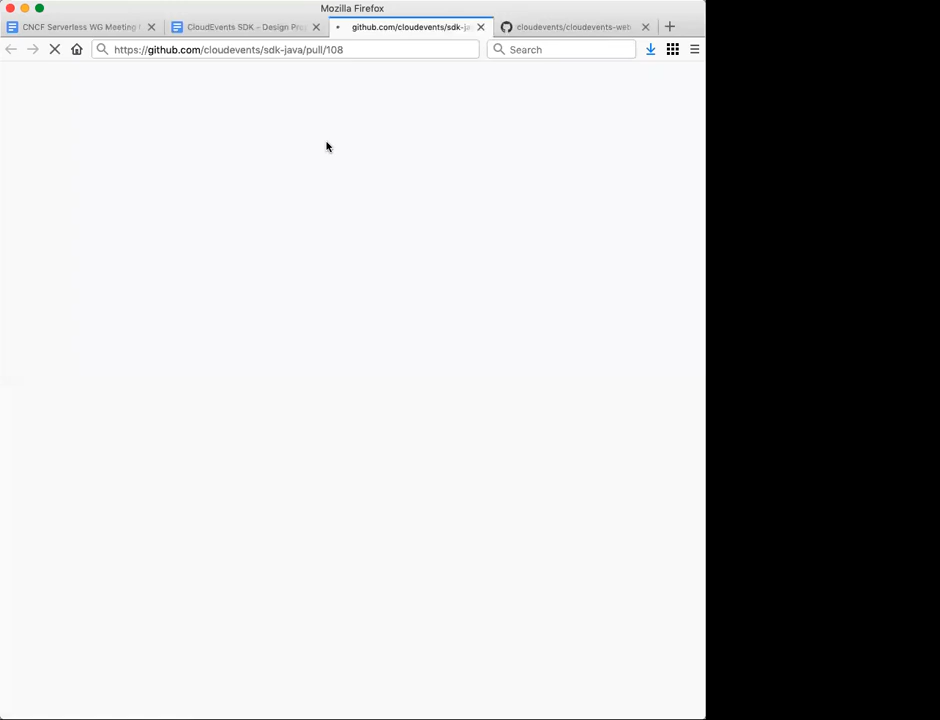 Mozilla Firefox
CNCF Serverless WG Meeting
CloudEvents SDK – Design Pro
github.com/cloudevents/sdk-ja
cloudevents/cloudevents-web
https://github.com/cloudevents/sdk-java/pull/108
Search